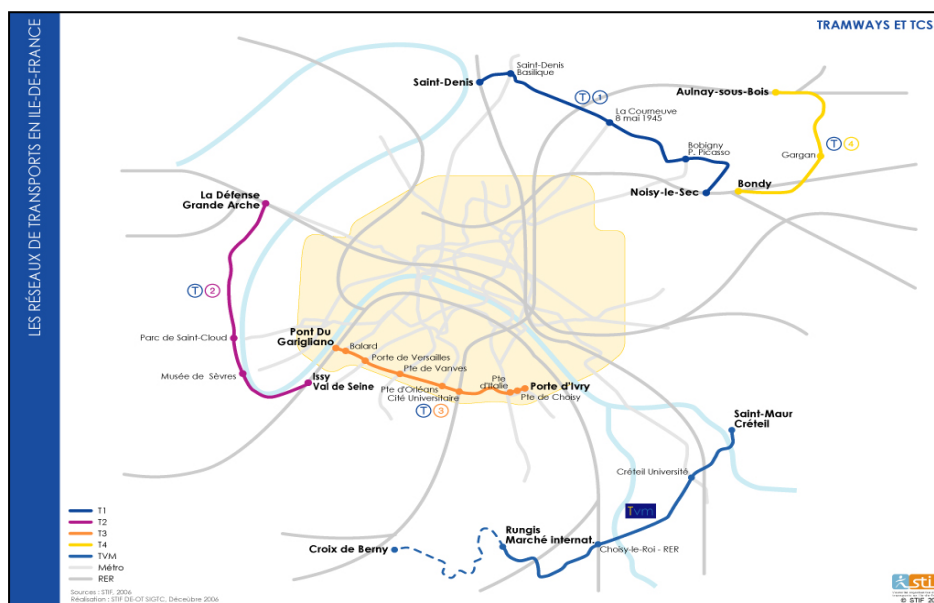 LES RÉSEAUX DE TRANSPORTS EN ILE-DE-FRANCE
TRAMWAYS ET TCS
Saint-Denis
Saint-Denis
Basilique
T 1
La Courneuve
8 mai 1945
Bobigny
P. Picasso
Noisy-le-Sec
Aulnay-sous-Bois
Gargan
T 4
Bondy
La Défense
Grande Arche
T 2
Parc de Saint-Cloud
Musée de Sèvres
Issy
Val de Seine
Pont Du
Garigliano
Balard
Porte de Versailles
Pte de Vanves
Pte d'Orléans
Cité Universitaire
T 3
Pte
d'Italie
Porte d'Ivry
Pte de Choisy
Saint-Maur
Créteil
Créteil Université
Tvm
Rungis
Marché internat.
Choisy-le-Roi - RER
Croix de Berny
T1
T2
T3
T4
TVM
Métro
RER
Sources : STIF, 2006
Réalisation : STIF DE-OT SIGTC, Déceùbre 2006
sti
© STIF 20